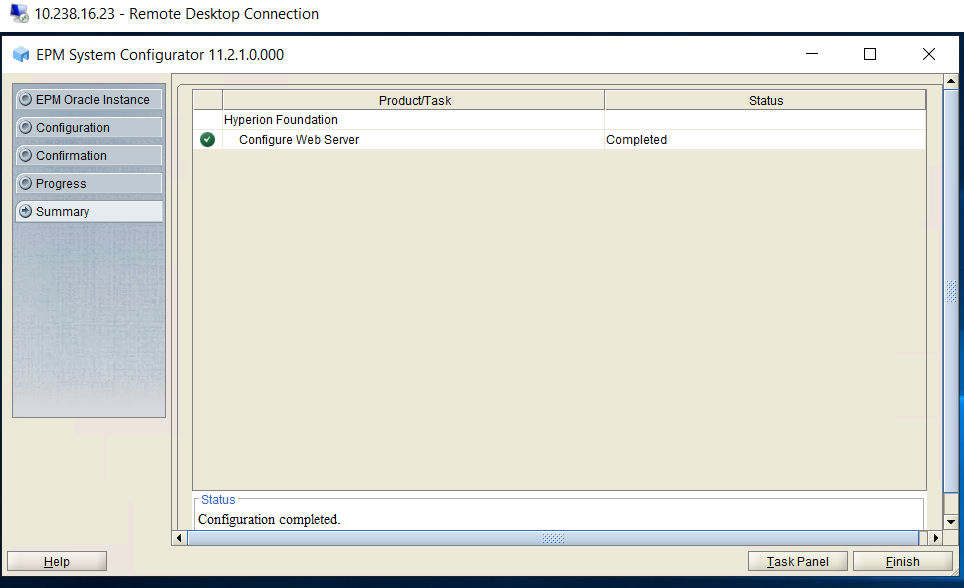 10.238.16.23 - Remote Desktop Connection
EPM System Configurator 11.2.1.0.000
EPM Oracle Instance
Configuration
Confirmation
Progress
Summary
Product/Task Status
Hyperion Foundation
Configure Web Server Completed
Status
Configuration completed.
Help Task Panel Finish